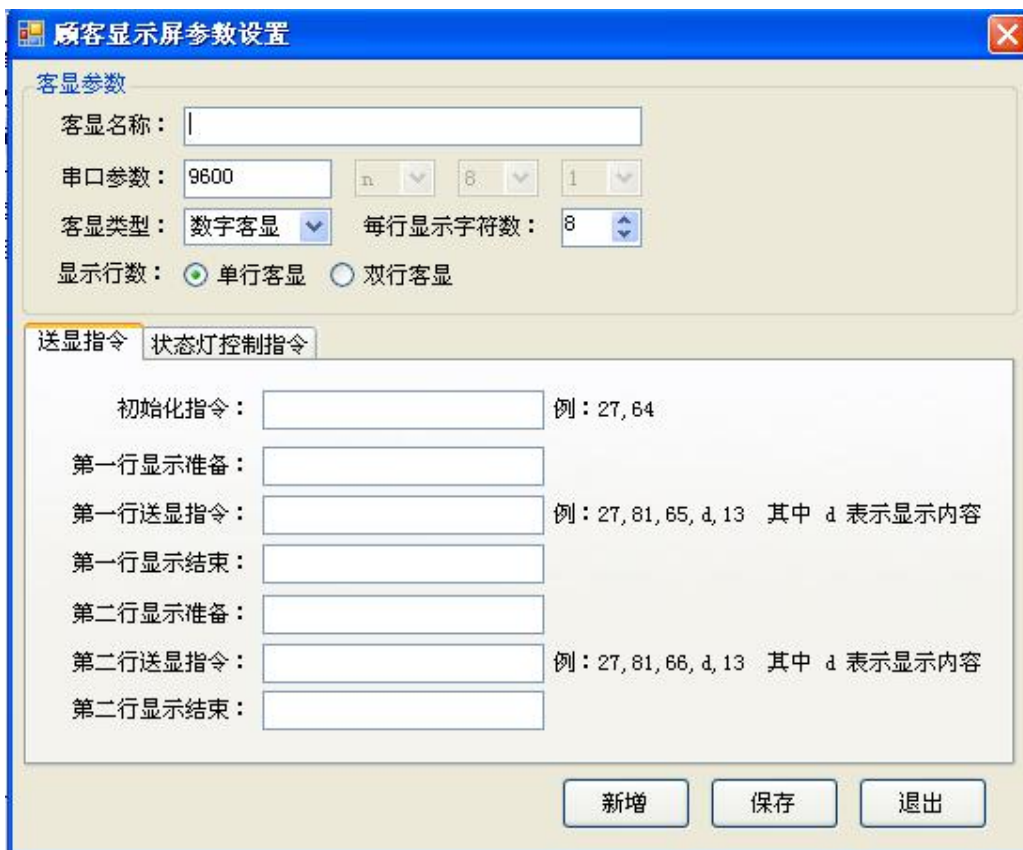 顾客显示屏参数设置
客显参数
客显名称：
串口参数： 9600 n 8 1
客显类型： 数字客显 每行显示字符数： 8
显示行数： 单行客显 双行客显
送显指令 状态灯控制指令
初始化指令： 例：27,64
第一行显示准备：
第一行送显指令： 例：27,81,65,d,13 其中 d 表示显示内容
第一行显示结束：
第二行显示准备：
第二行送显指令： 例：27,81,66,d,13 其中 d 表示显示内容
第二行显示结束：
新增 保存 退出